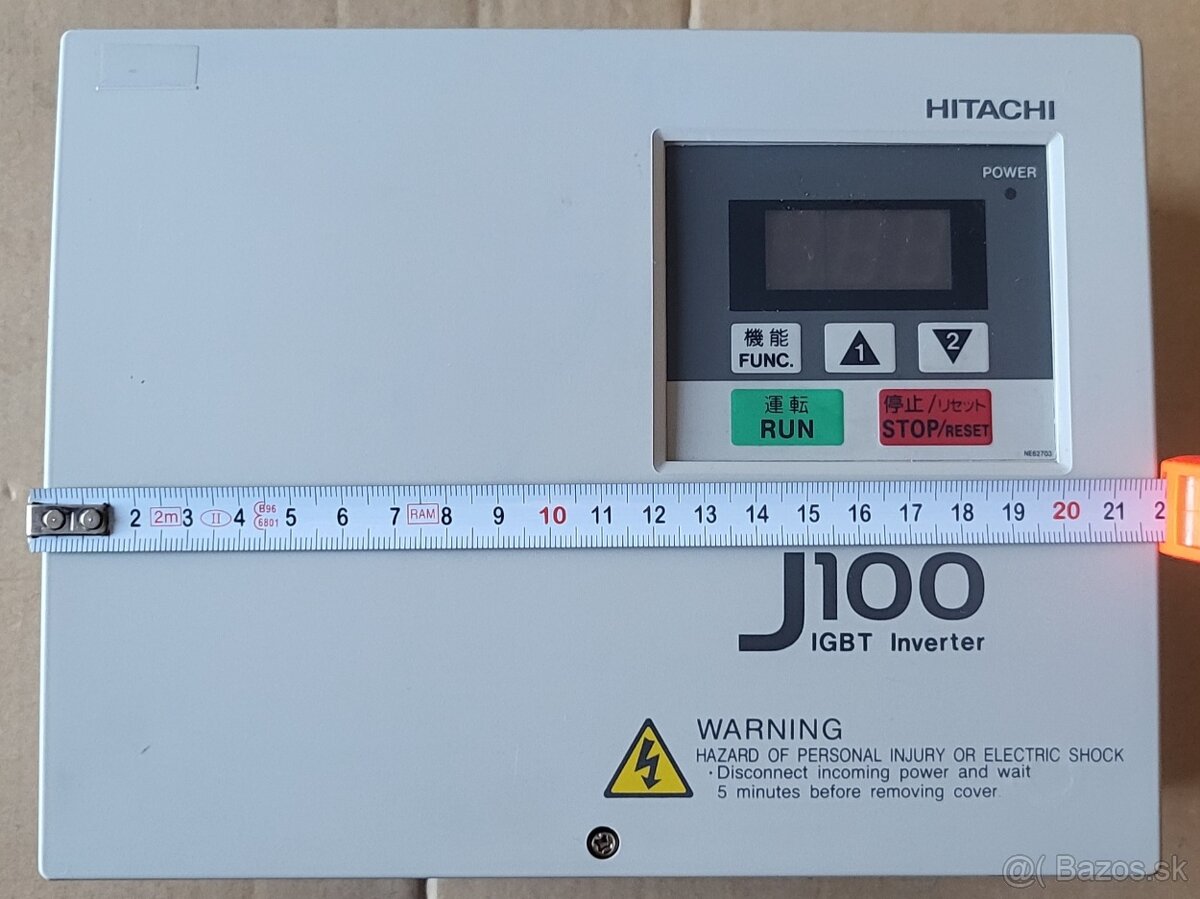 HITACHI
POWER
機能
FUNC.
1
2
運転
RUN
停止/リセット
STOP/RESET
NE62703
2 2m 3 II 4 B96 6801 5 6 7 RAM 8 9 10 11 12 13 14 15 16 17 18 19 20 21 2
J100
IGBT Inverter
WARNING
HAZARD OF PERSONAL INJURY OR ELECTRIC SHOCK
·Disconnect incoming power and wait
5 minutes before removing cover.
@( Bazos.sk